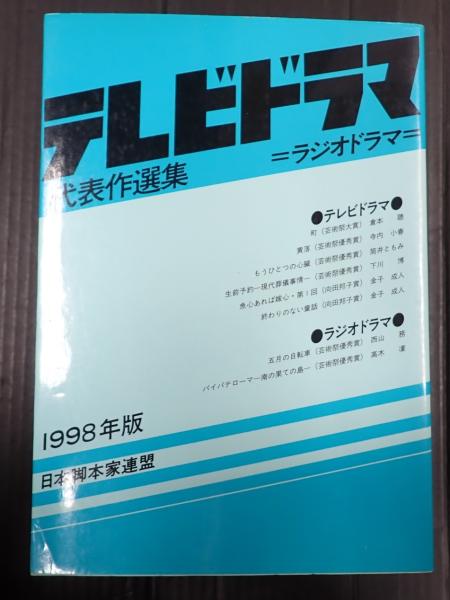 テレビドラマ
代表作選集
=ラジオドラマ=
●テレビドラマ●
町(芸術祭大賞) 倉本 聰
黄落(芸術祭優秀賞) 寺内 小春
もうひとつの心臓(芸術祭優秀賞) 筒井ともみ
生前予約―現代葬儀事情―(芸術祭優秀賞) 下川 博
魚心あれば嫁心・第1回(向田邦子賞) 金子 成人
終わりのない童話(向田邦子賞) 金子 成人
●ラジオドラマ●
五月の自転車(芸術祭優秀賞) 西山 務
パイパテローマ―南の果ての島―(芸術祭優秀賞) 高木 凛
1998年版
日本脚本家連盟